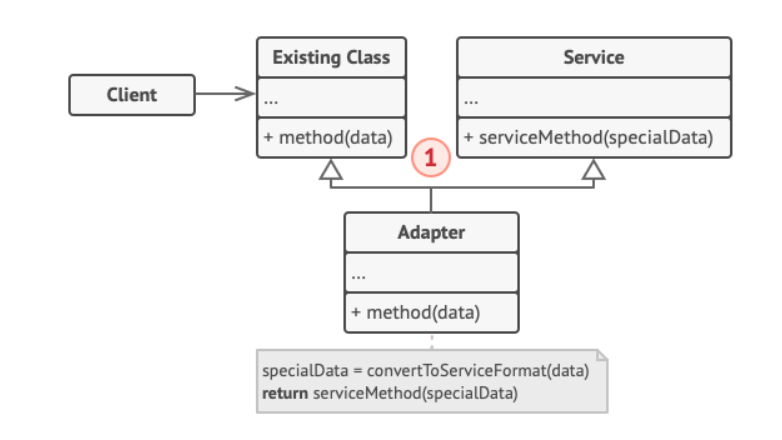 Client
Existing Class
...
+ method(data)
Service
...
+ serviceMethod(specialData)
1
Adapter
...
+ method(data)
specialData = convertToServiceFormat(data)
return serviceMethod(specialData)